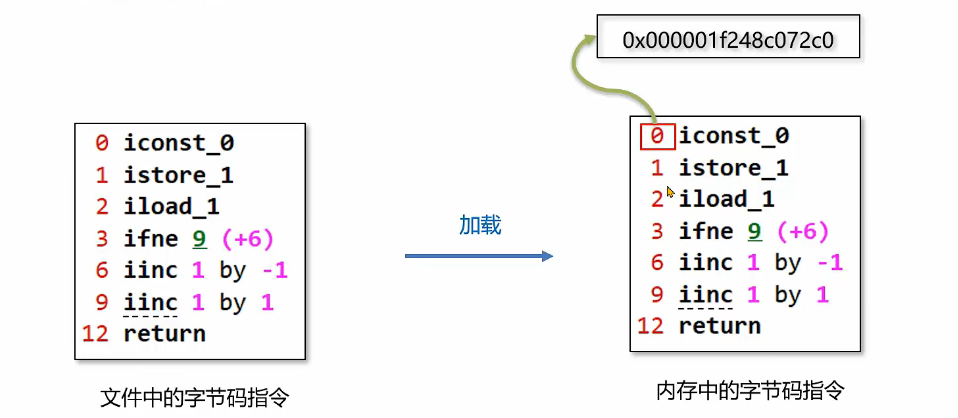 0x000001f248c072c0
0 iconst_0
1 istore_1
2 iload_1
3 ifne 9 (+6)
6 iinc 1 by -1
9 iinc 1 by 1
12 return
文件中的字节码指令
加载
0 iconst_0
1 istore_1
2 iload_1
3 ifne 9 (+6)
6 iinc 1 by -1
9 iinc 1 by 1
12 return
内存中的字节码指令